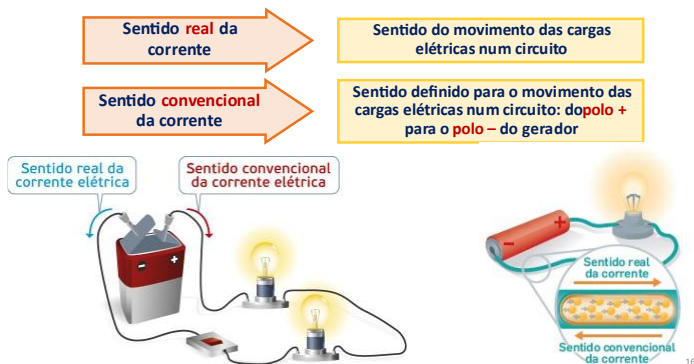 Sentido real da
corrente
Sentido do movimento das cargas
elétricas num circuito
Sentido convencional
da corrente
Sentido definido para o movimento das
cargas elétricas num circuito: dopolo +
para o polo – do gerador
Sentido real da
corrente elétrica
Sentido convencional
da corrente elétrica
- +
- +
Sentido real
da corrente
Sentido convencional
da corrente
16